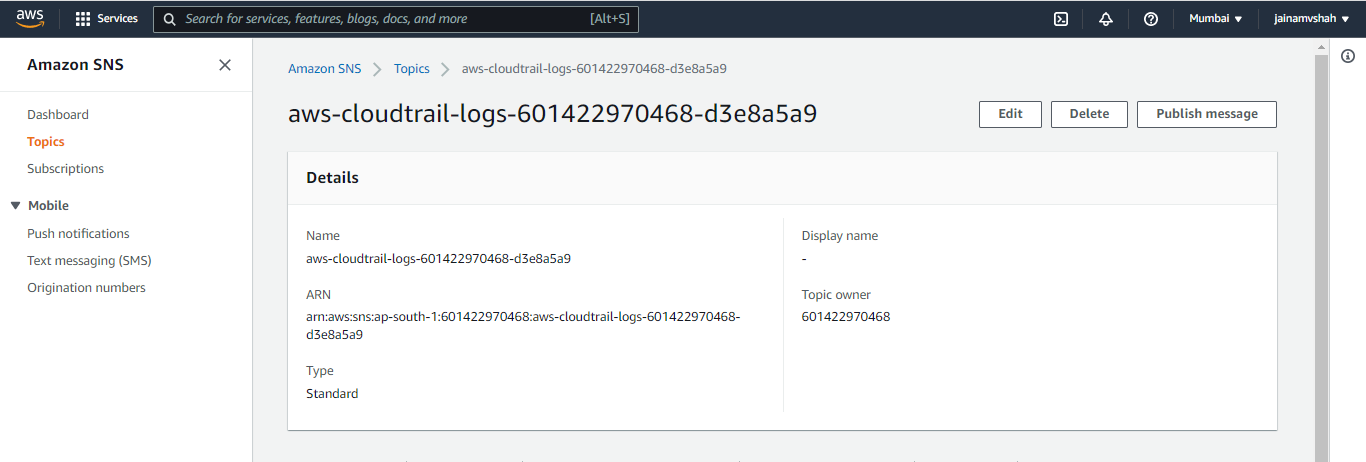 aws
Services
Search for services, features, blogs, docs, and more
[Alt+S]
Mumbai
jainamvshah
Amazon SNS
Dashboard
Topics
Subscriptions
Mobile
Push notifications
Text messaging (SMS)
Origination numbers
Amazon SNS
Topics
aws-cloudtrail-logs-601422970468-d3e8a5a9
aws-cloudtrail-logs-601422970468-d3e8a5a9
Edit
Delete
Publish message
Details
Name
aws-cloudtrail-logs-601422970468-d3e8a5a9
ARN
arn:aws:sns:ap-south-1:601422970468:aws-cloudtrail-logs-601422970468-
d3e8a5a9
Type
Standard
Display name
-
Topic owner
601422970468